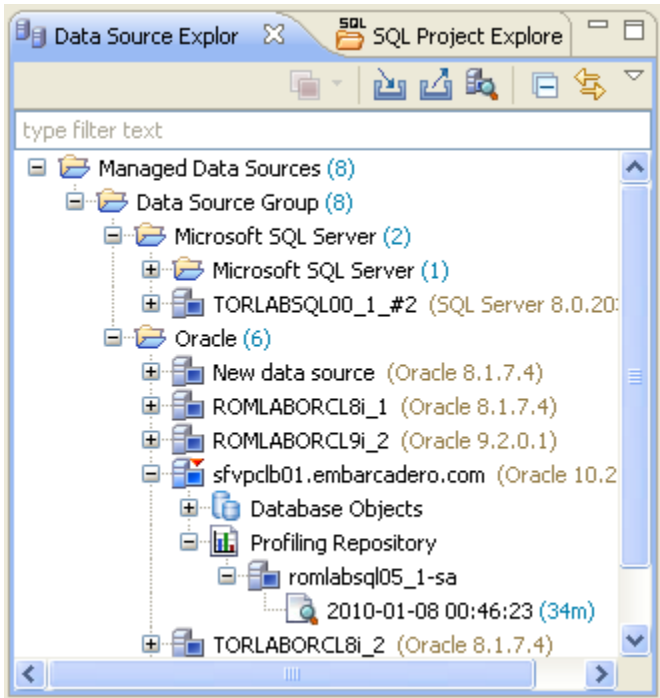 Data Source Explor
SQL SQL Project Explore
type filter text
Managed Data Sources (8)
Data Source Group (8)
Microsoft SQL Server (2)
Microsoft SQL Server (1)
TORLABSQL00_1_#2 (SQL Server 8.0.20
Oracle (6)
New data source (Oracle 8.1.7.4)
ROMLABORCL8i_1 (Oracle 8.1.7.4)
ROMLABORCL9i_2 (Oracle 9.2.0.1)
sfvpclb01.embarcadero.com (Oracle 10.2
Database Objects
Profiling Repository
romlabsql05_1-sa
2010-01-08 00:46:23 (34m)
TORLABORCL8i_2 (Oracle 8.1.7.4)